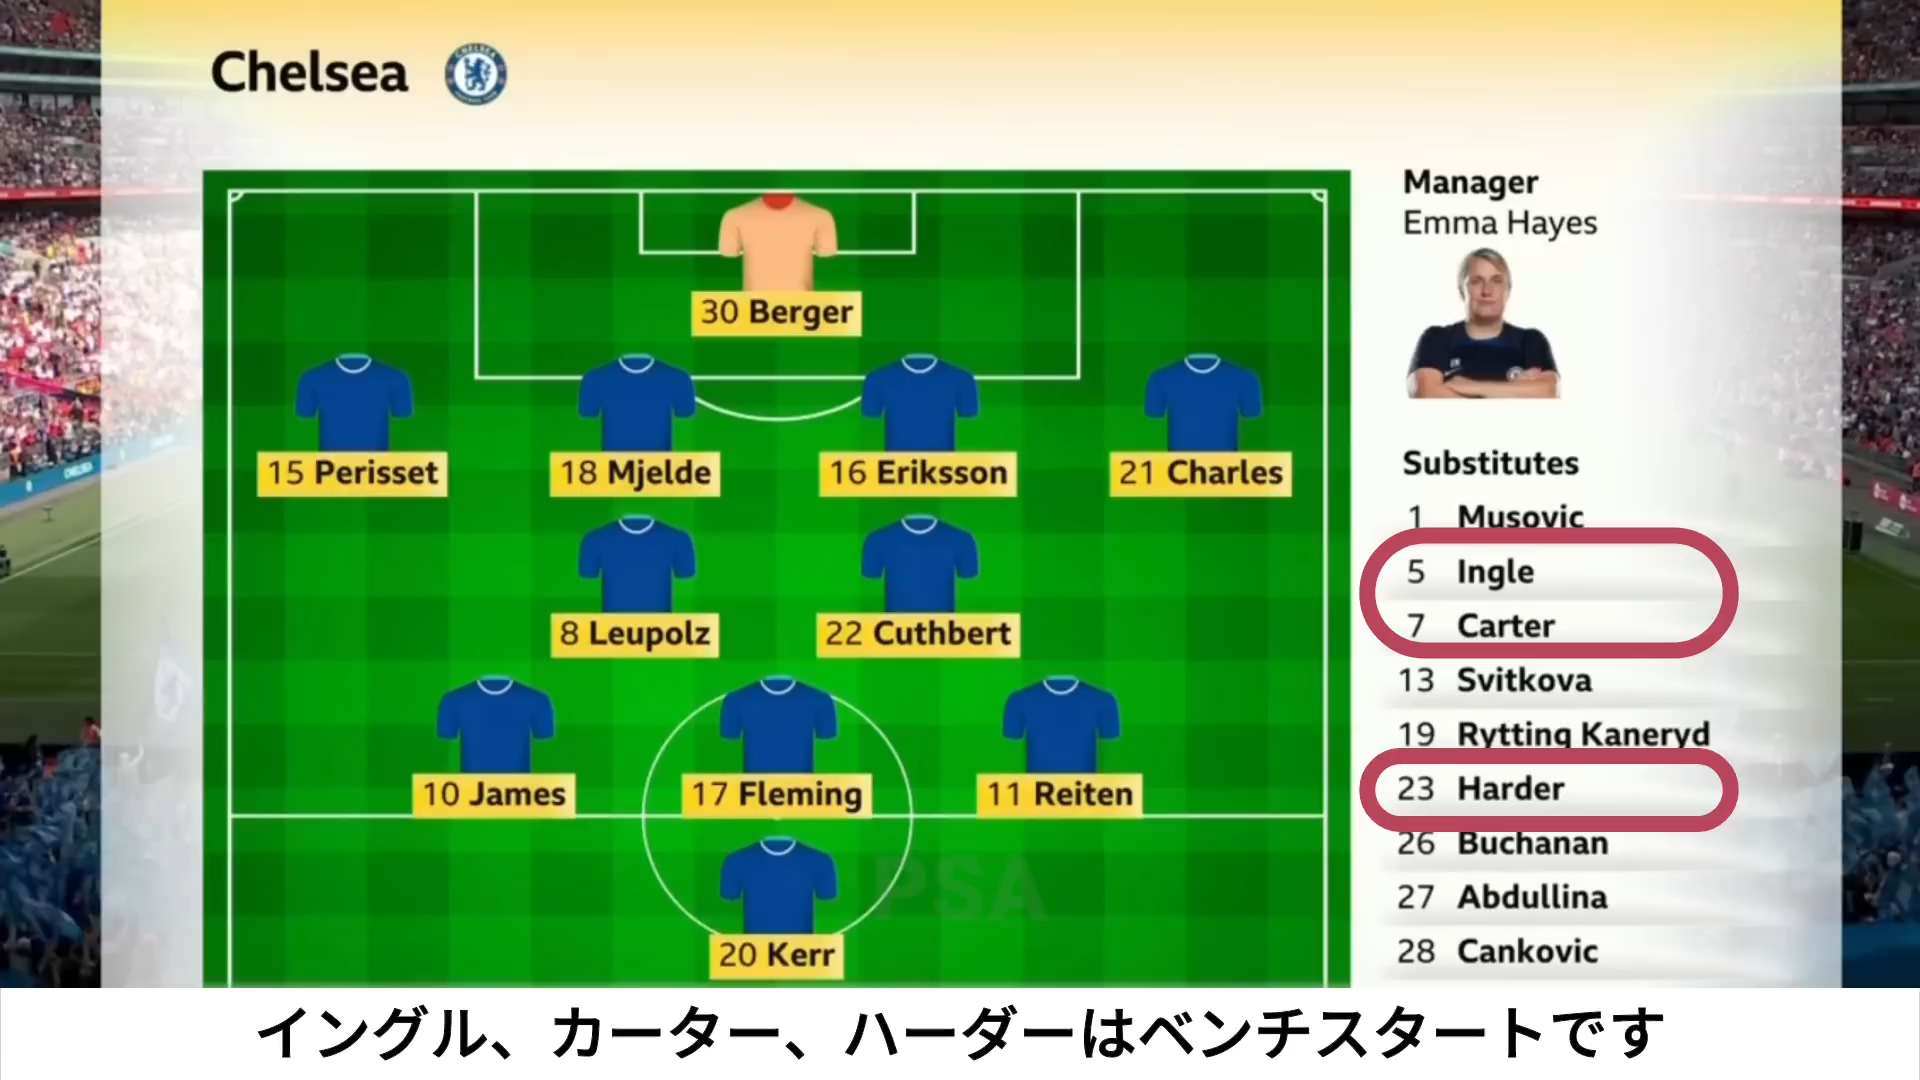 Chelsea
Manager
Emma Hayes
30 Berger
15 Perisset
18 Mjelde
16 Eriksson
21 Charles
8 Leupolz
22 Cuthbert
10 James
17 Fleming
11 Reiten
20 Kerr
Substitutes
1 Musovic
5 Ingle
7 Carter
13 Svitkova
19 Rytting Kaneryd
23 Harder
26 Buchanan
27 Abdullina
28 Cankovic
PSA
イングル、カーター、ハーダーはベンチスタートです